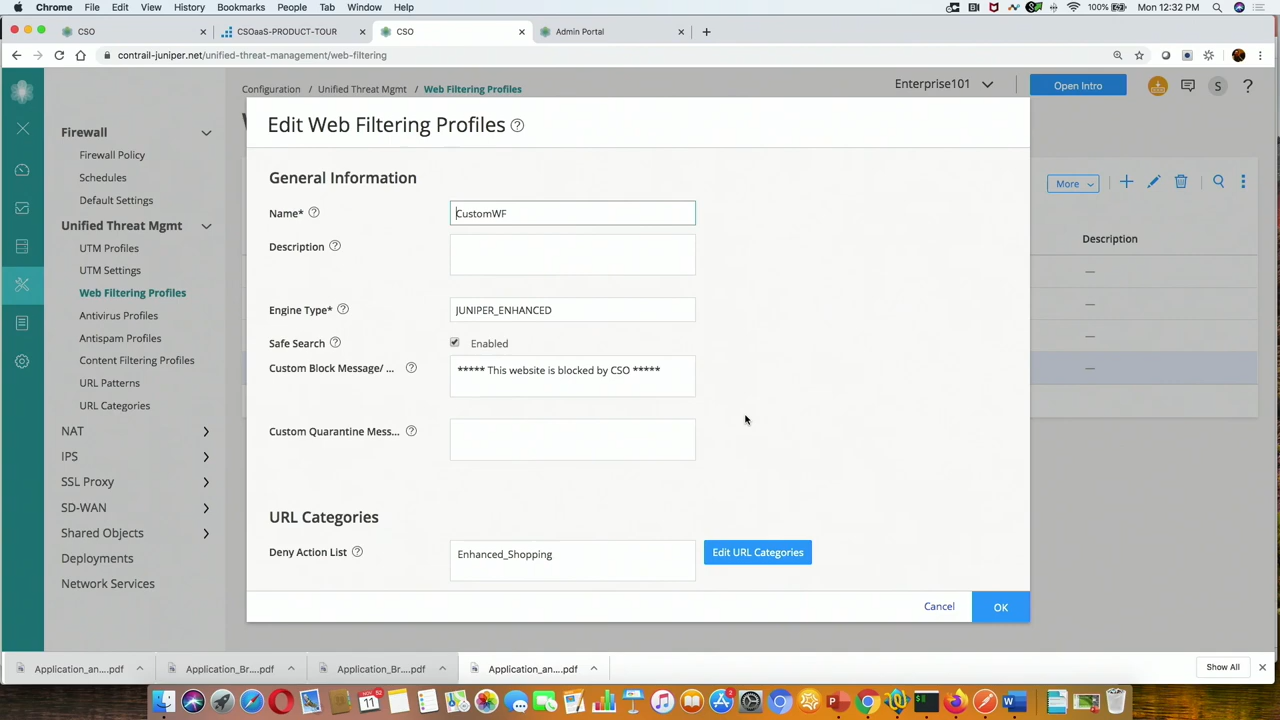 Chrome File Edit View History Bookmarks People Tab Window Help 100% Mon 12:32 PM
CSO CSOaaS-PRODUCT-TOUR CSO Admin Portal
contrail-juniper.net/unified-threat-management/web-filtering
Configuration / Unified Threat Mgmt / Web Filtering Profiles Enterprise101 Open Intro S ?
Edit Web Filtering Profiles
Firewall
Firewall Policy
Schedules
Default Settings
Unified Threat Mgmt
UTM Profiles
UTM Settings
Web Filtering Profiles
Antivirus Profiles
Antispam Profiles
Content Filtering Profiles
URL Patterns
URL Categories
NAT
IPS
SSL Proxy
SD-WAN
Shared Objects
Deployments
Network Services
General Information
Name* CustomWF
Description
Engine Type* JUNIPER_ENHANCED
Safe Search Enabled
Custom Block Message/ ... ***** This website is blocked by CSO *****
Custom Quarantine Mess...
URL Categories
Deny Action List Enhanced_Shopping Edit URL Categories
Cancel OK
More
Description
—
—
—
—
Application_an....pdf Application_Br....pdf Application_Br....pdf Application_an....pdf Show All